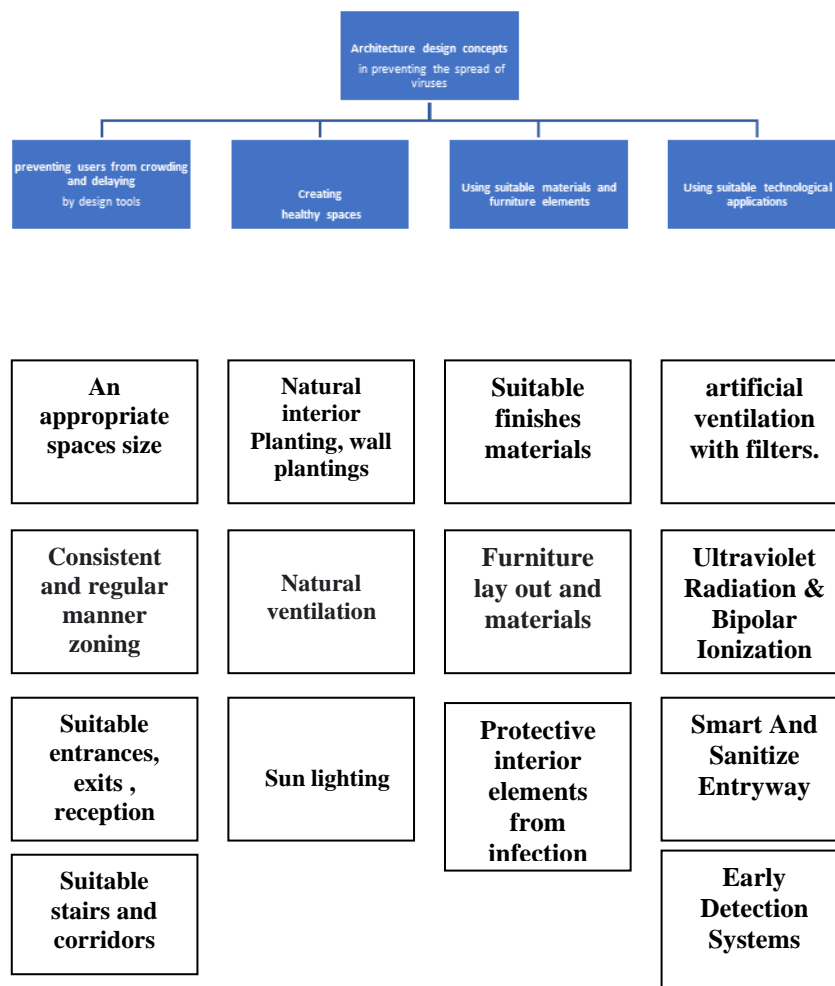 Architecture design concepts
in preventing the spread of
viruses
preventing users from crowding
and delaying
by design tools
Creating
healthy spaces
Using suitable materials and
furniture elements
Using suitable technological
applications
An
appropriate
spaces size
Natural
interior
Planting, wall
plantings
Suitable
finishes
materials
artificial
ventilation
with filters.
Consistent
and regular
manner
zoning
Natural
ventilation
Furniture
lay out and
materials
Ultraviolet
Radiation &
Bipolar
Ionization
Suitable
entrances,
exits ,
reception
Sun lighting
Protective
interior
elements
from
infection
Smart And
Sanitize
Entryway
Suitable
stairs and
corridors
Early
Detection
Systems